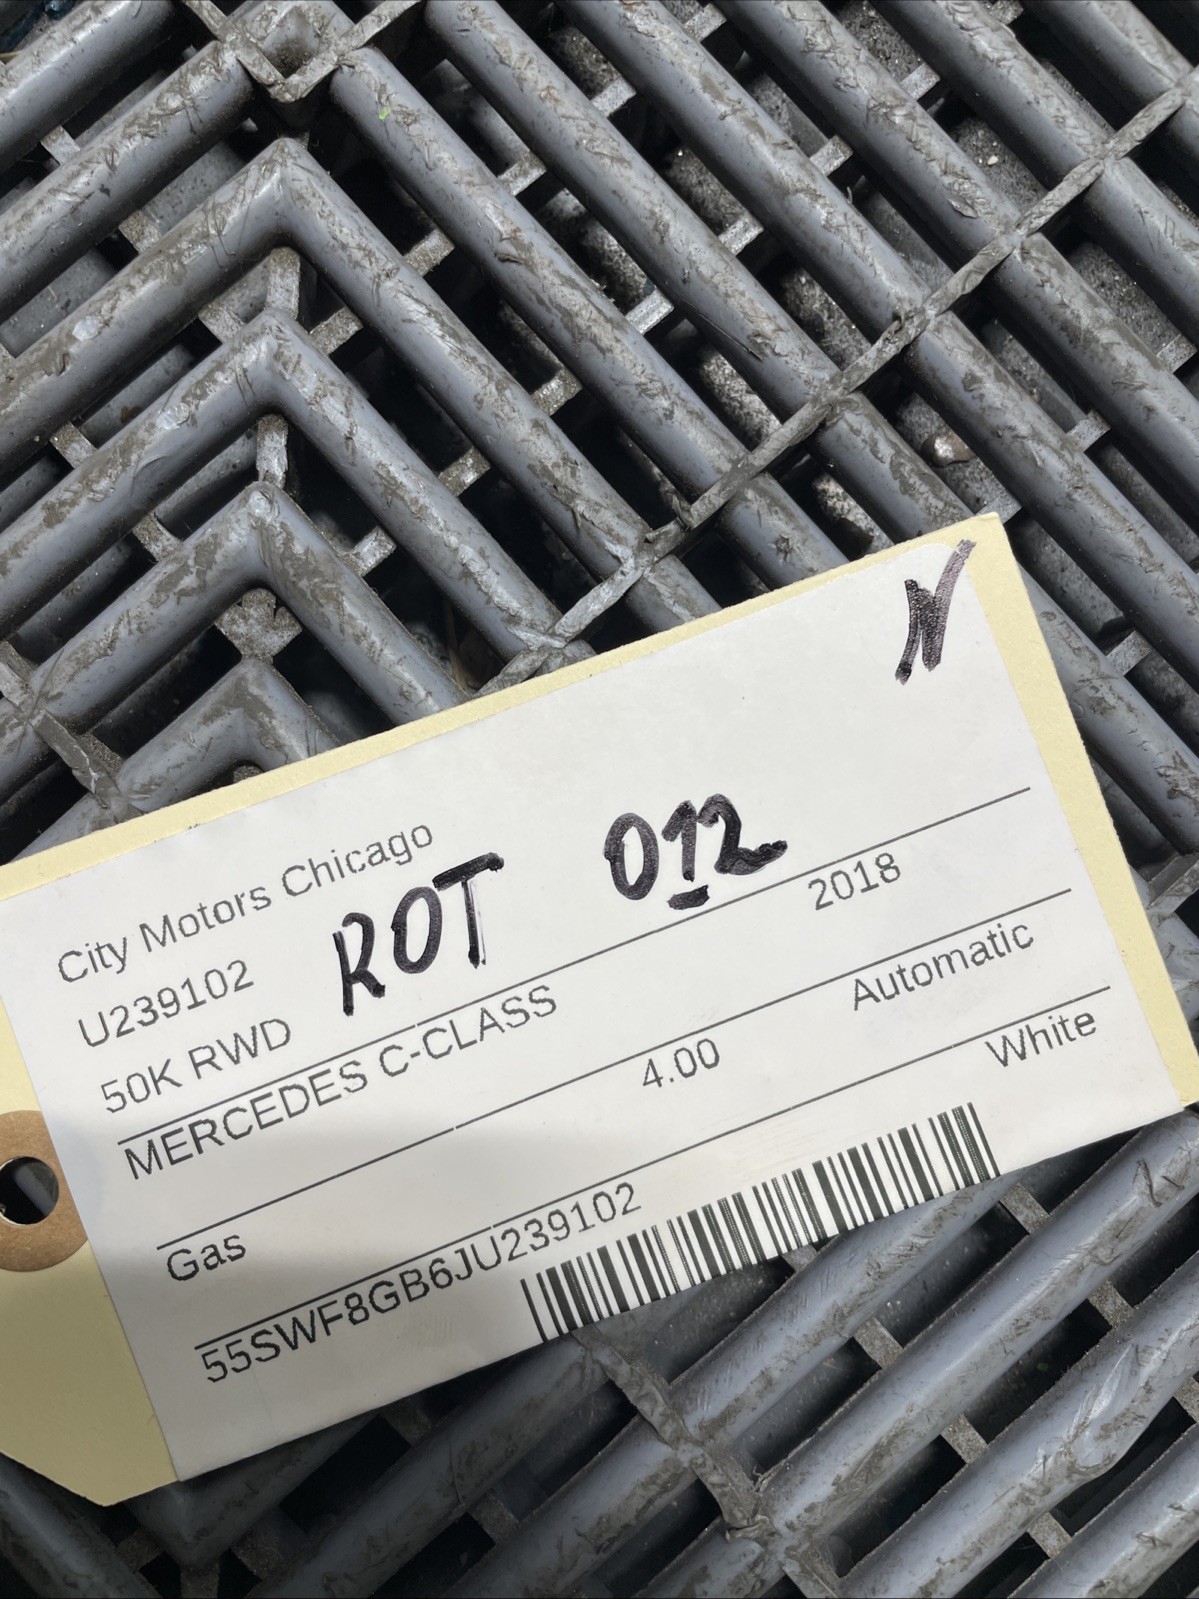 N
City Motors Chicago
U239102 ROT 012
50K RWD
MERCEDES C-CLASS 2018
4.00 Automatic
Gas White
55SWF8GB6JU239102